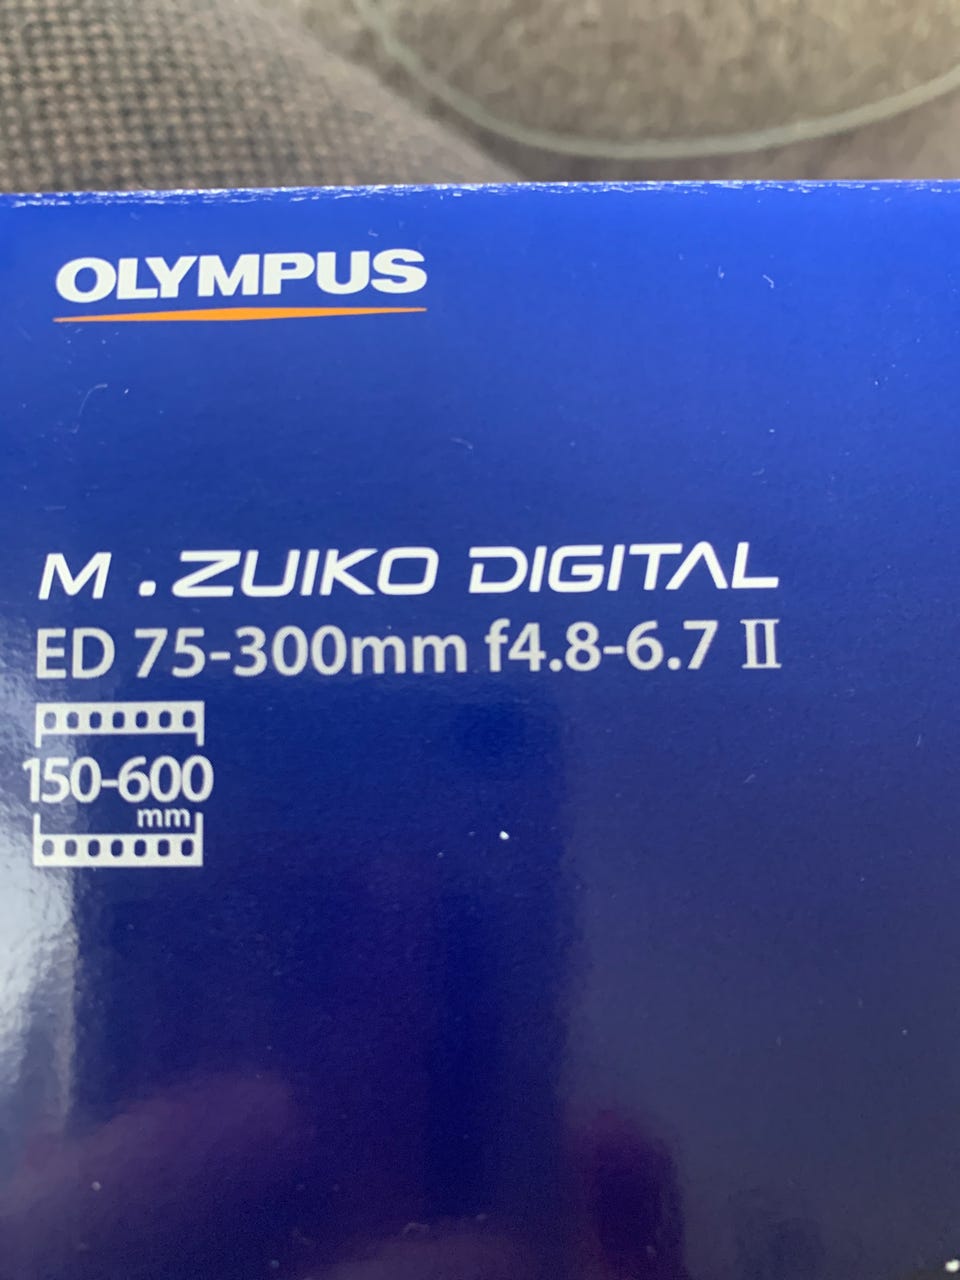 OLYMPUS
M.ZUIKO DIGITAL
ED 75-300mm f4.8-6.7 II
150-600
mm